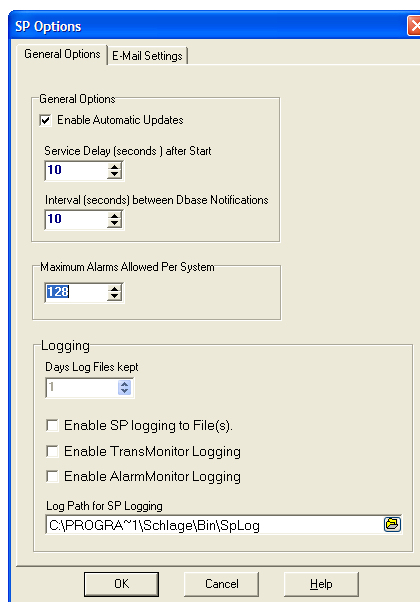 SP Options
General Options
E-Mail Settings
General Options
Enable Automatic Updates
Service Delay (seconds ) after Start
10
Interval (seconds) between Dbase Notifications
10
Maximum Alarms Allowed Per System
128
Logging
Days Log Files kept
1
Enable SP logging to File(s).
Enable TransMonitor Logging
Enable AlarmMonitor Logging
Log Path for SP Logging
C:\PROGRA~1\Schlage\Bin\SpLog
OK
Cancel
Help